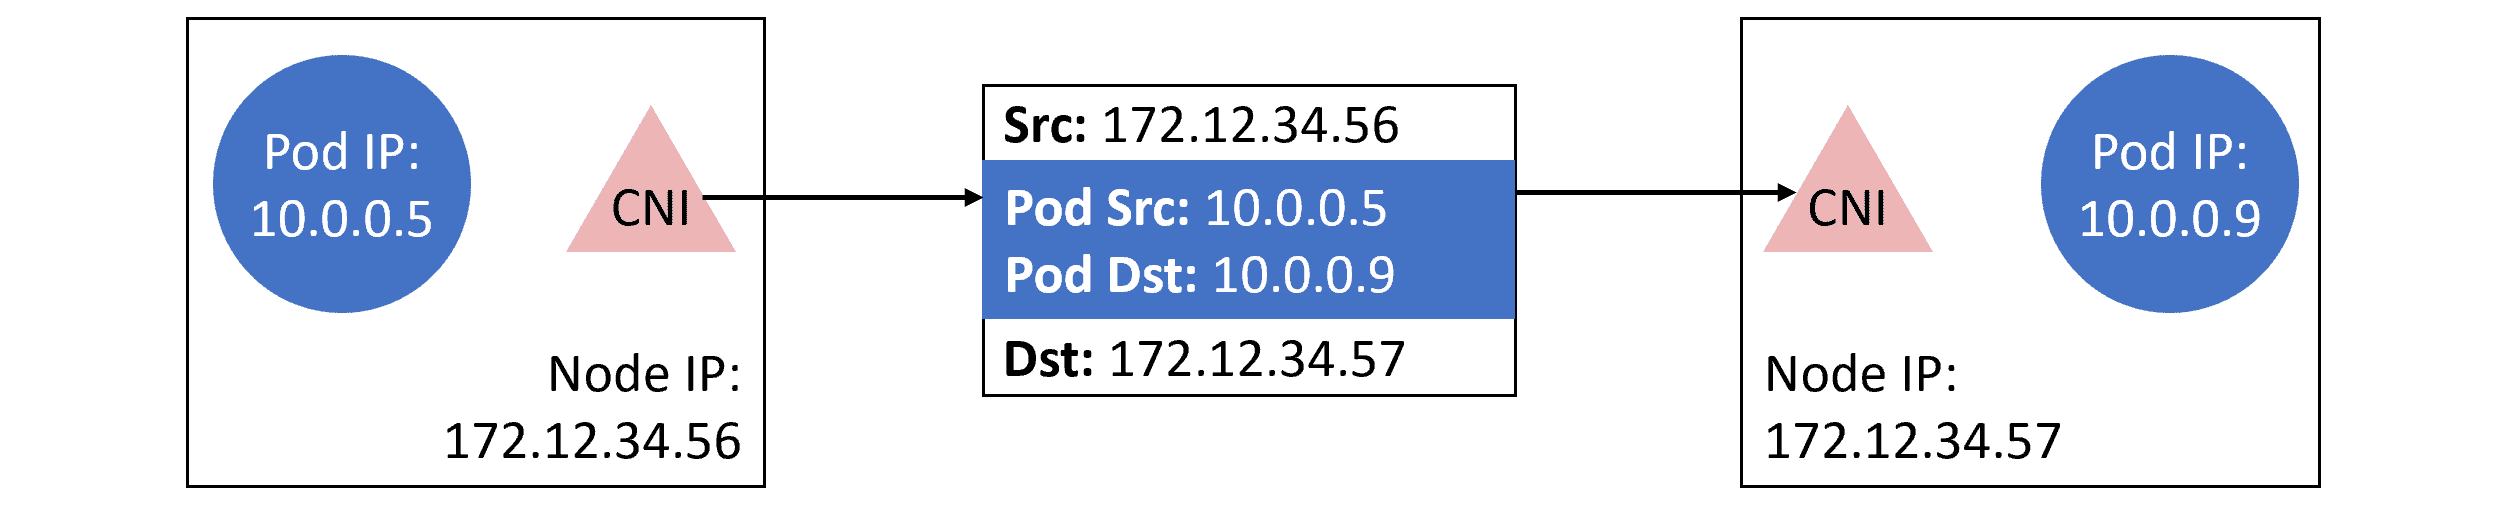 Pod IP:
10.0.0.5
CNI
Node IP:
172.12.34.56
Src: 172.12.34.56
Pod Src: 10.0.0.5
Pod Dst: 10.0.0.9
Dst: 172.12.34.57
CNI
Pod IP:
10.0.0.9
Node IP:
172.12.34.57